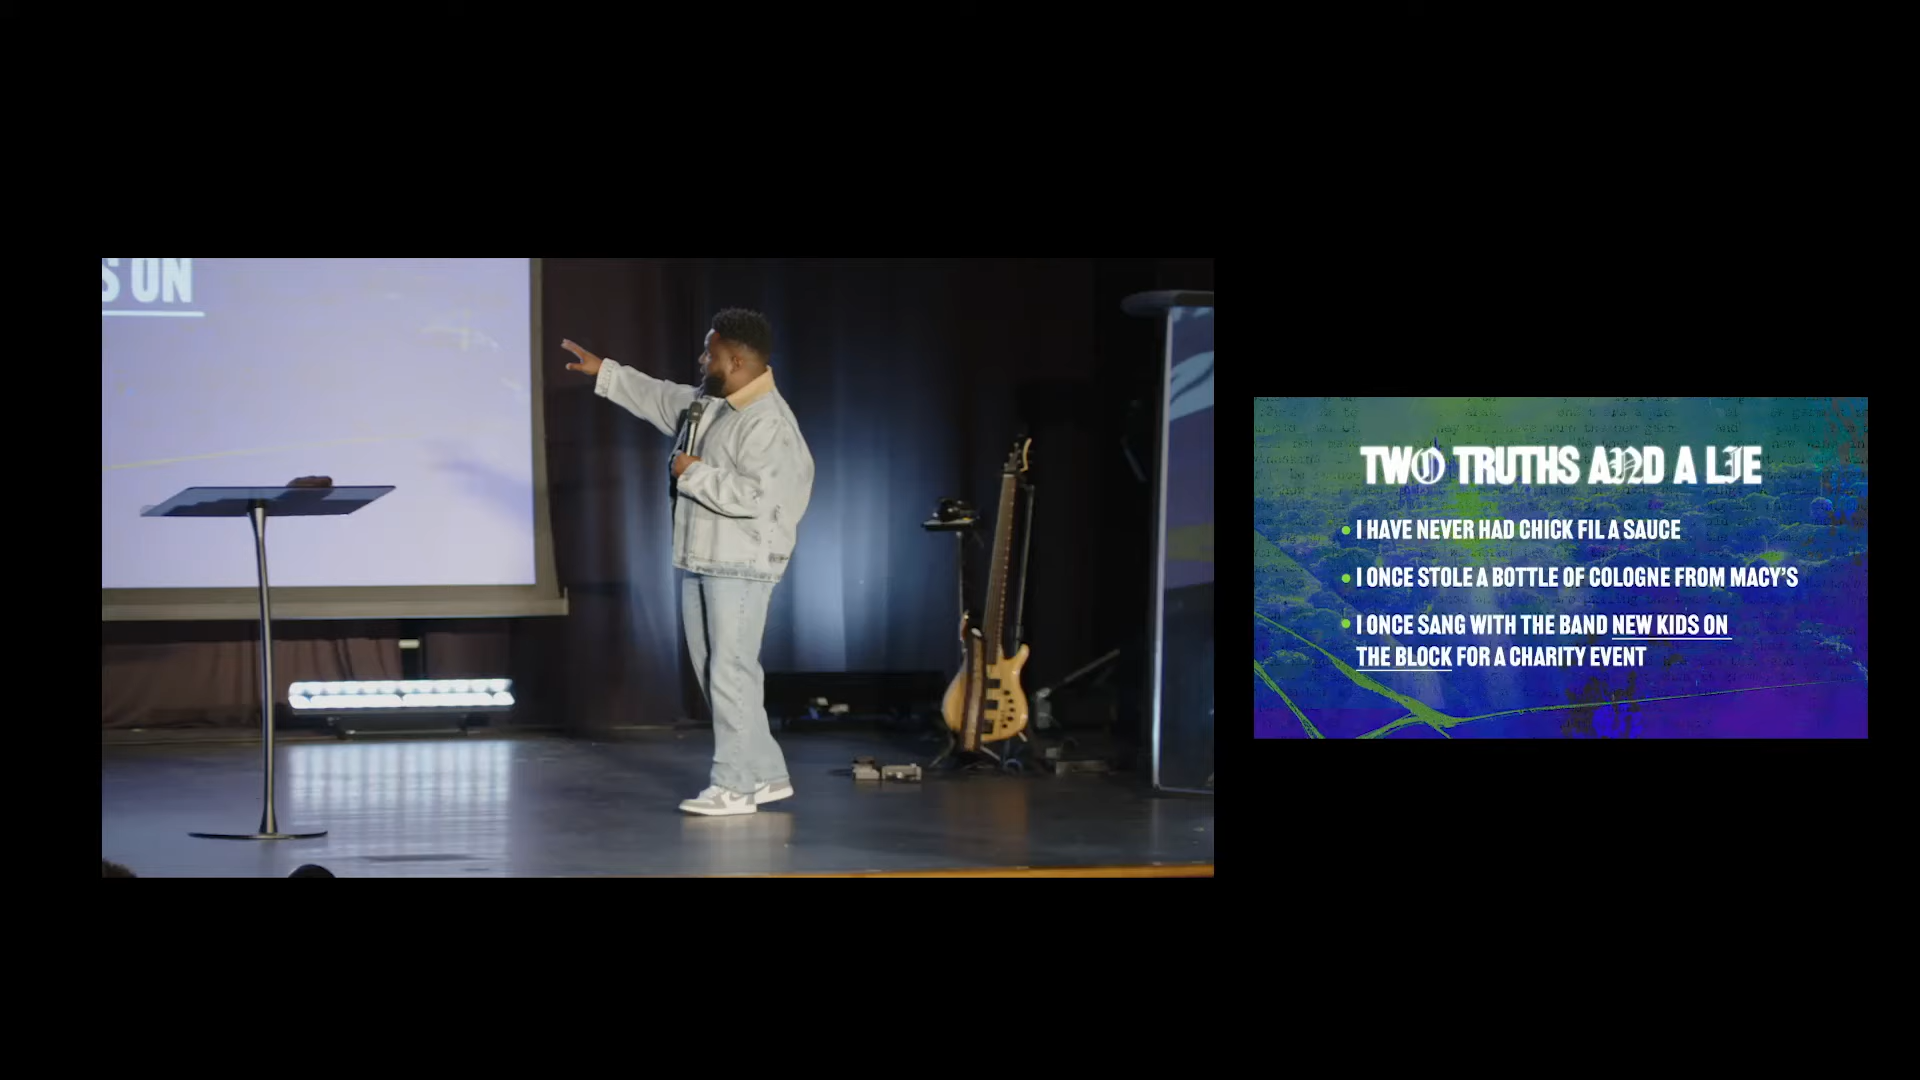 S ON
TWO TRUTHS AND A LIE
I HAVE NEVER HAD CHICK FIL A SAUCE
I ONCE STOLE A BOTTLE OF COLOGNE FROM MACY'S
I ONCE SANG WITH THE BAND NEW KIDS ON
THE BLOCK FOR A CHARITY EVENT